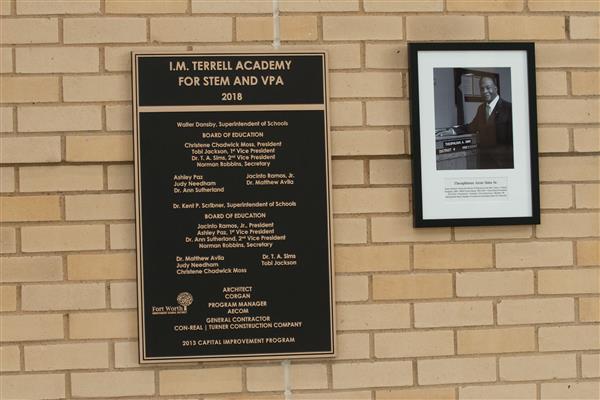 I.M. TERRELL ACADEMY
FOR STEM AND VPA
2018
Walter Dansby, Superintendent of Schools
BOARD OF EDUCATION
Christene Chadwick Moss, President
Tobi Jackson, 1st Vice President
Dr. T. A. Sims, 2nd Vice President
Norman Robbins, Secretary
Ashley Paz
Judy Needham
Dr. Ann Sutherland
Jacinto Ramos, Jr.
Dr. Matthew Avila
Dr. Kent P. Scribner, Superintendent of Schools
BOARD OF EDUCATION
Jacinto Ramos, Jr., President
Ashley Paz, 1st Vice President
Dr. Ann Sutherland, 2nd Vice President
Norman Robbins, Secretary
Dr. Matthew Avila
Judy Needham
Christene Chadwick Moss
Dr. T. A. Sims
Tobi Jackson
ARCHITECT
CORGAN
PROGRAM MANAGER
AECOM
GENERAL CONTRACTOR
CON-REAL | TURNER CONSTRUCTION COMPANY
Fort Worth
INDEPENDENT SCHOOL DISTRICT
2013 CAPITAL IMPROVEMENT PROGRAM
DISTRICT 4